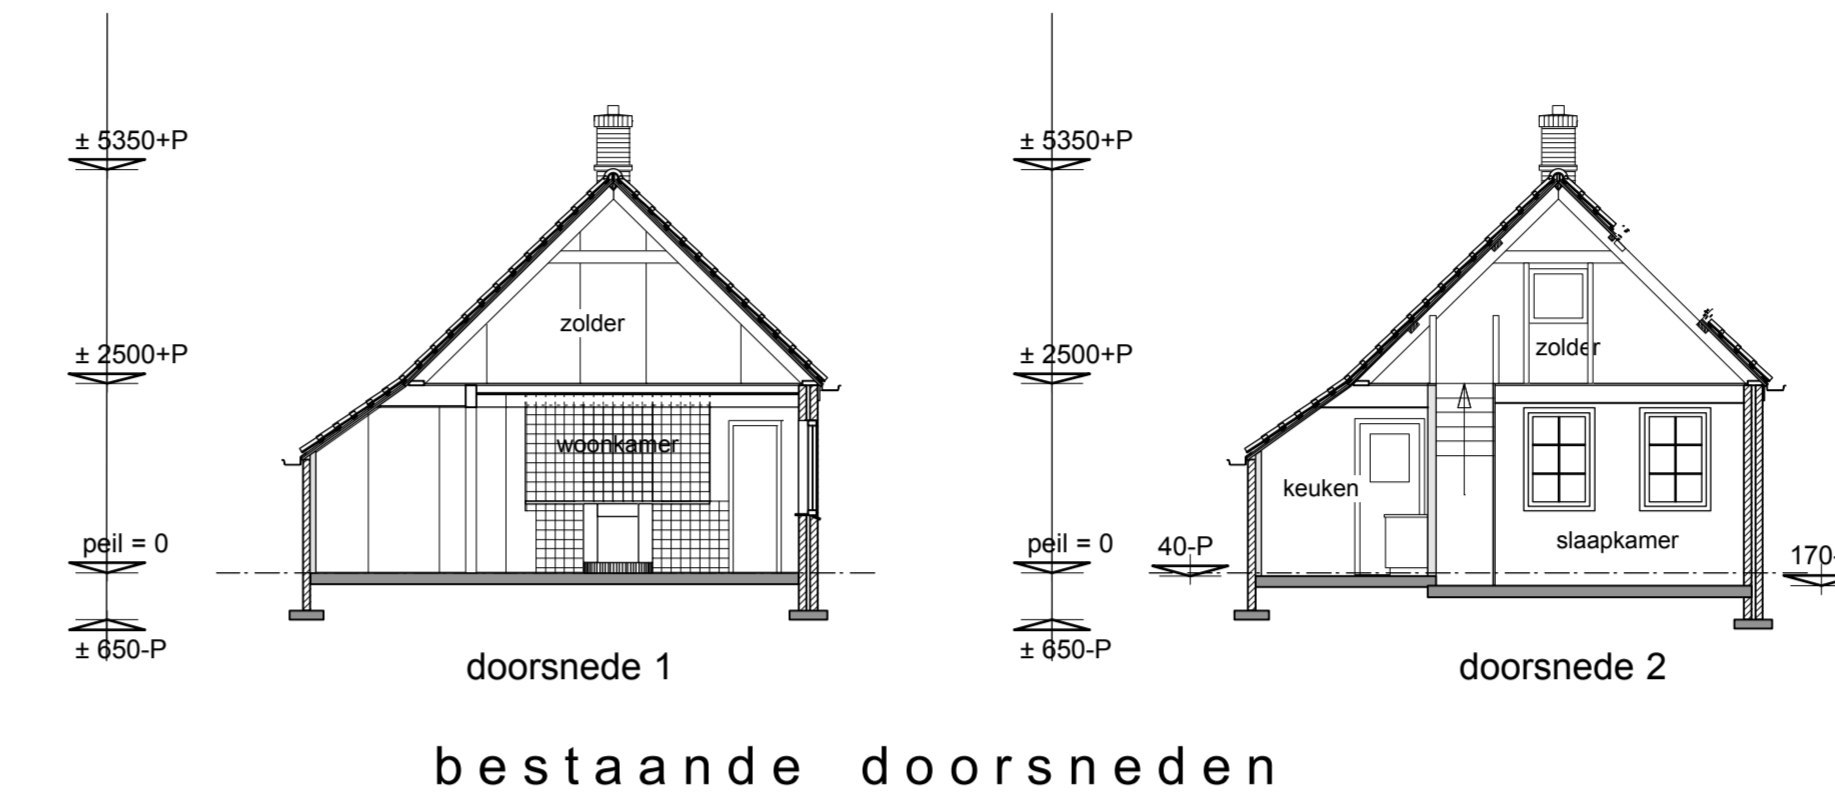 ± 5350+P
zolder
± 2500+P
woonkamer
peil = 0
± 650-P
doorsnede 1
± 5350+P
± 2500+P
zolder
keuken
slaapkamer
peil = 0
40-P
170-
± 650-P
doorsnede 2
bestaande doorsneden